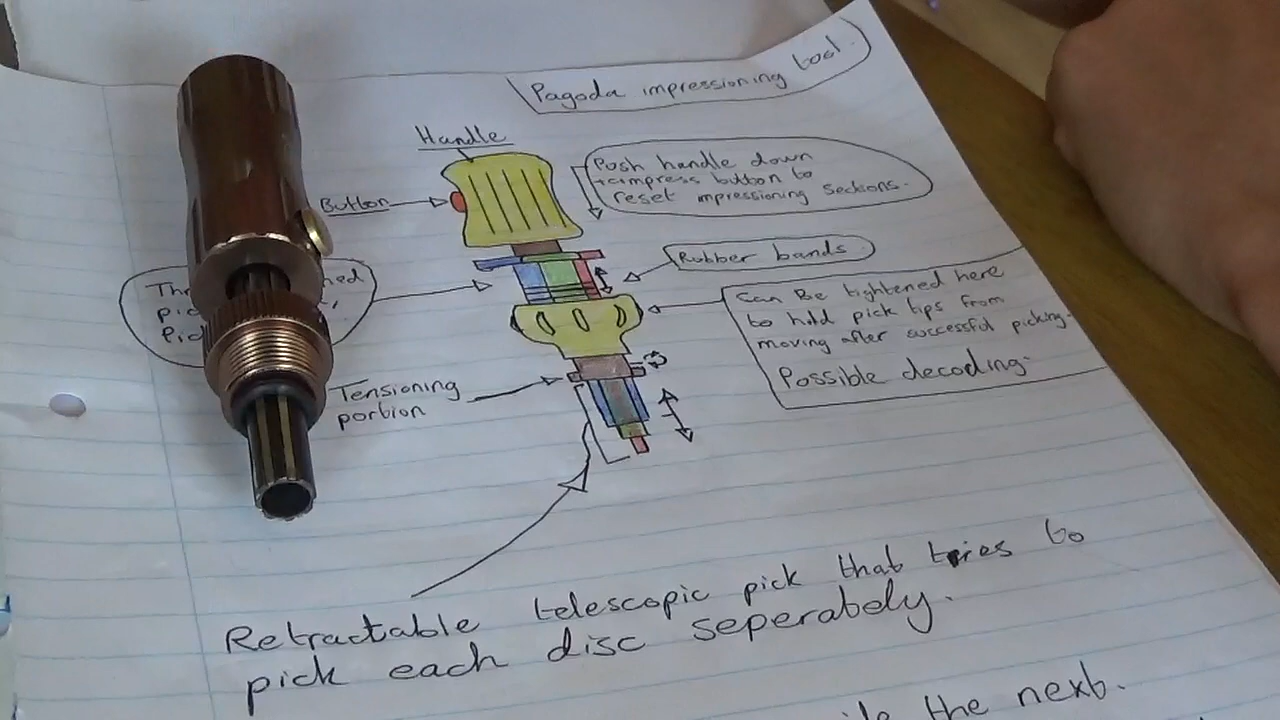 Pagoda impressioning tool.
Handle
Push handle down
+compress button to
reset impressioning sections.
Button
Rubber bands
Can Be tightened here
to hold pick tips from
moving after successful picking.
Possible decoding.
Tensioning
portion
Retractable telescopic pick that tries to
pick each disc seperately.
the next.